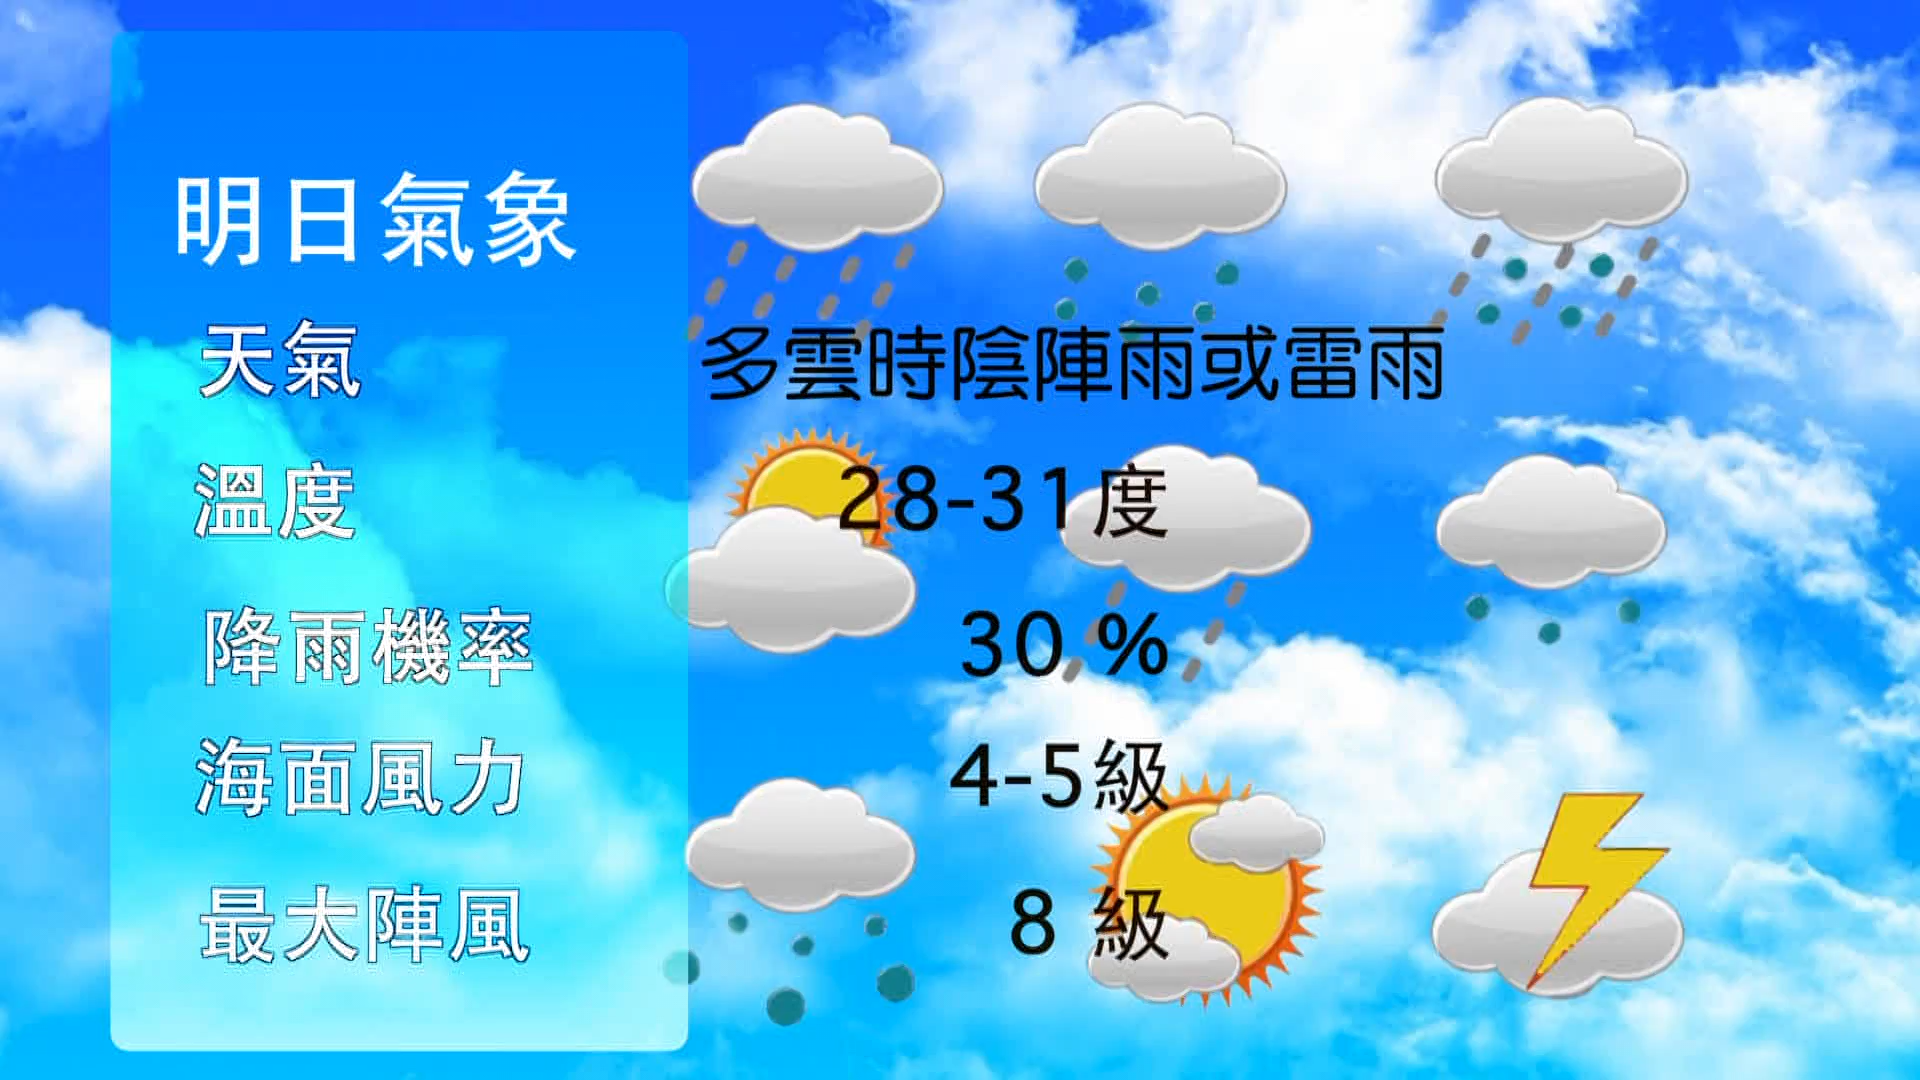 明日氣象
天氣 多雲時陰陣雨或雷雨
溫度 28-31度
降雨機率 30 %
海面風力 4-5級
最大陣風 8 級